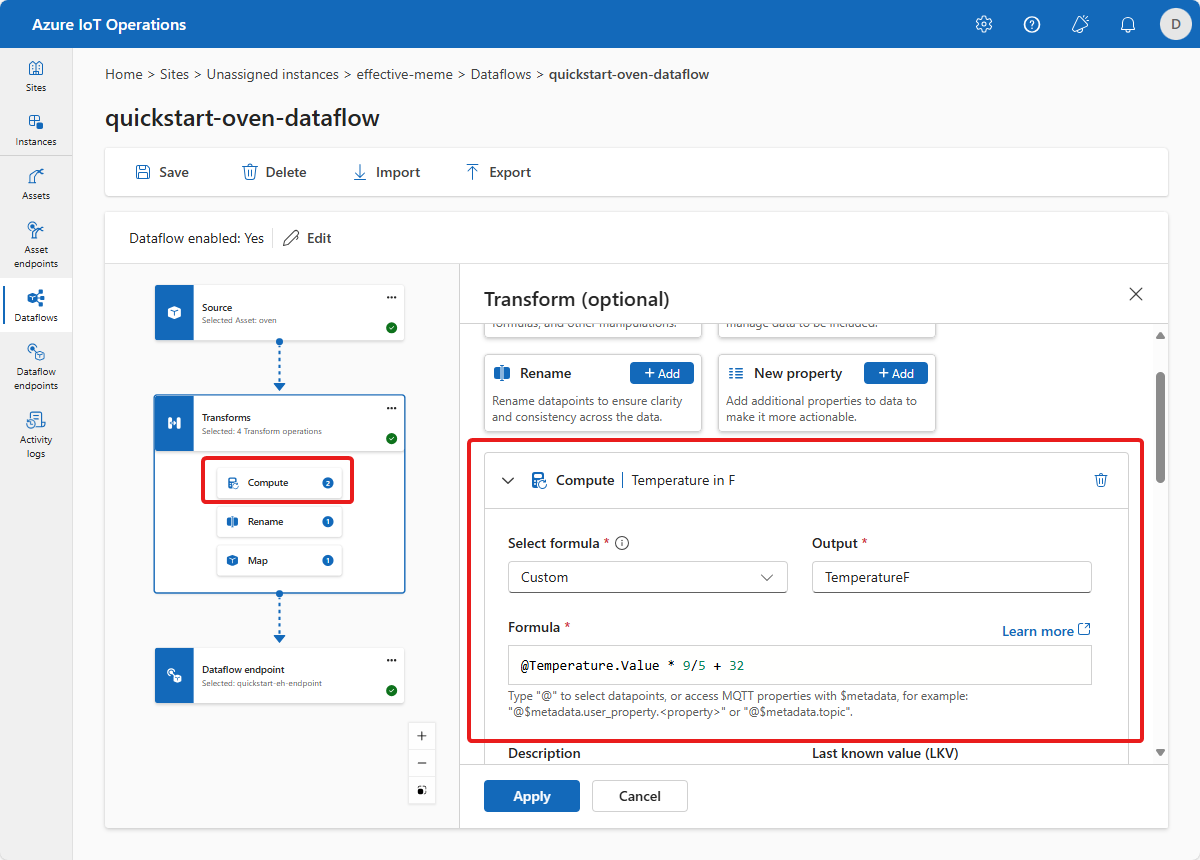 Azure IoT Operations
D
Sites
Instances
Assets
Asset
endpoints
Dataflows
Dataflow
endpoints
Activity
logs
Home > Sites > Unassigned instances > effective-meme > Dataflows > quickstart-oven-dataflow
quickstart-oven-dataflow
Save
Delete
Import
Export
Dataflow enabled: Yes
Edit
Source
Selected Asset: oven
Transforms
Selected: 4 Transform operations
Compute 2
Rename 1
Map 1
Dataflow endpoint
Selected: quickstart-eh-endpoint
Transform (optional)
formulas, and other manipulations.
manage data to be included.
Rename
+ Add
Rename datapoints to ensure clarity
and consistency across the data.
New property
+ Add
Add additional properties to data to
make it more actionable.
Compute | Temperature in F
Select formula *
Output *
Custom
TemperatureF
Formula *
Learn more
@Temperature.Value * 9/5 + 32
Type "@" to select datapoints, or access MQTT properties with $metadata, for example:
"@$metadata.user_property.<property>" or "@$metadata.topic".
Description
Last known value (LKV)
Apply
Cancel